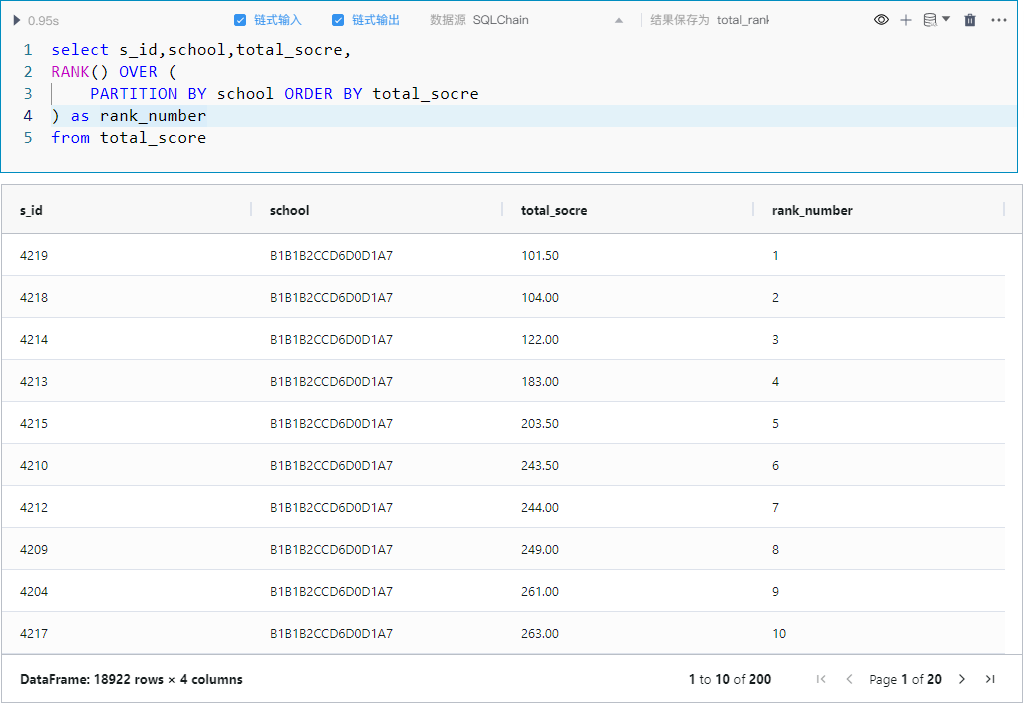 0.95s 链式输入 链式输出 数据源 SQLChain 结果保存为 total_rank
1 select s_id,school,total_socre,
2 RANK() OVER (
3 PARTITION BY school ORDER BY total_socre
4 ) as rank_number
5 from total_score
s_id school total_socre rank_number
4219 B1B1B2CCD6D0D1A7 101.50 1
4218 B1B1B2CCD6D0D1A7 104.00 2
4214 B1B1B2CCD6D0D1A7 122.00 3
4213 B1B1B2CCD6D0D1A7 183.00 4
4215 B1B1B2CCD6D0D1A7 203.50 5
4210 B1B1B2CCD6D0D1A7 243.50 6
4212 B1B1B2CCD6D0D1A7 244.00 7
4209 B1B1B2CCD6D0D1A7 249.00 8
4204 B1B1B2CCD6D0D1A7 261.00 9
4217 B1B1B2CCD6D0D1A7 263.00 10
DataFrame: 18922 rows × 4 columns 1 to 10 of 200 Page 1 of 20